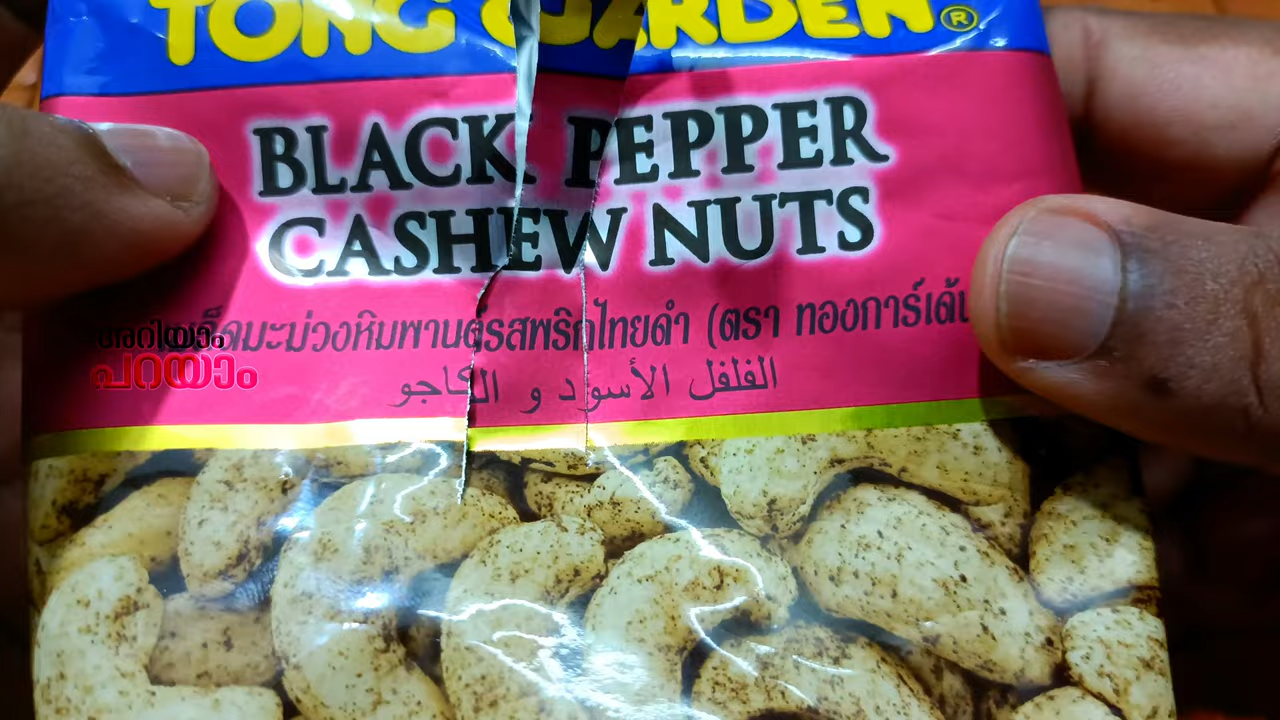 TONG GARDEN®
BLACK PEPPER
CASHEW NUTS
เม็ดมะม่วงหิมพานต์รสพริกไทยดำ (ตรา ทองการ์เด้น
الفلفل الأسود و الكاجو
അറിയാം
പറയാം